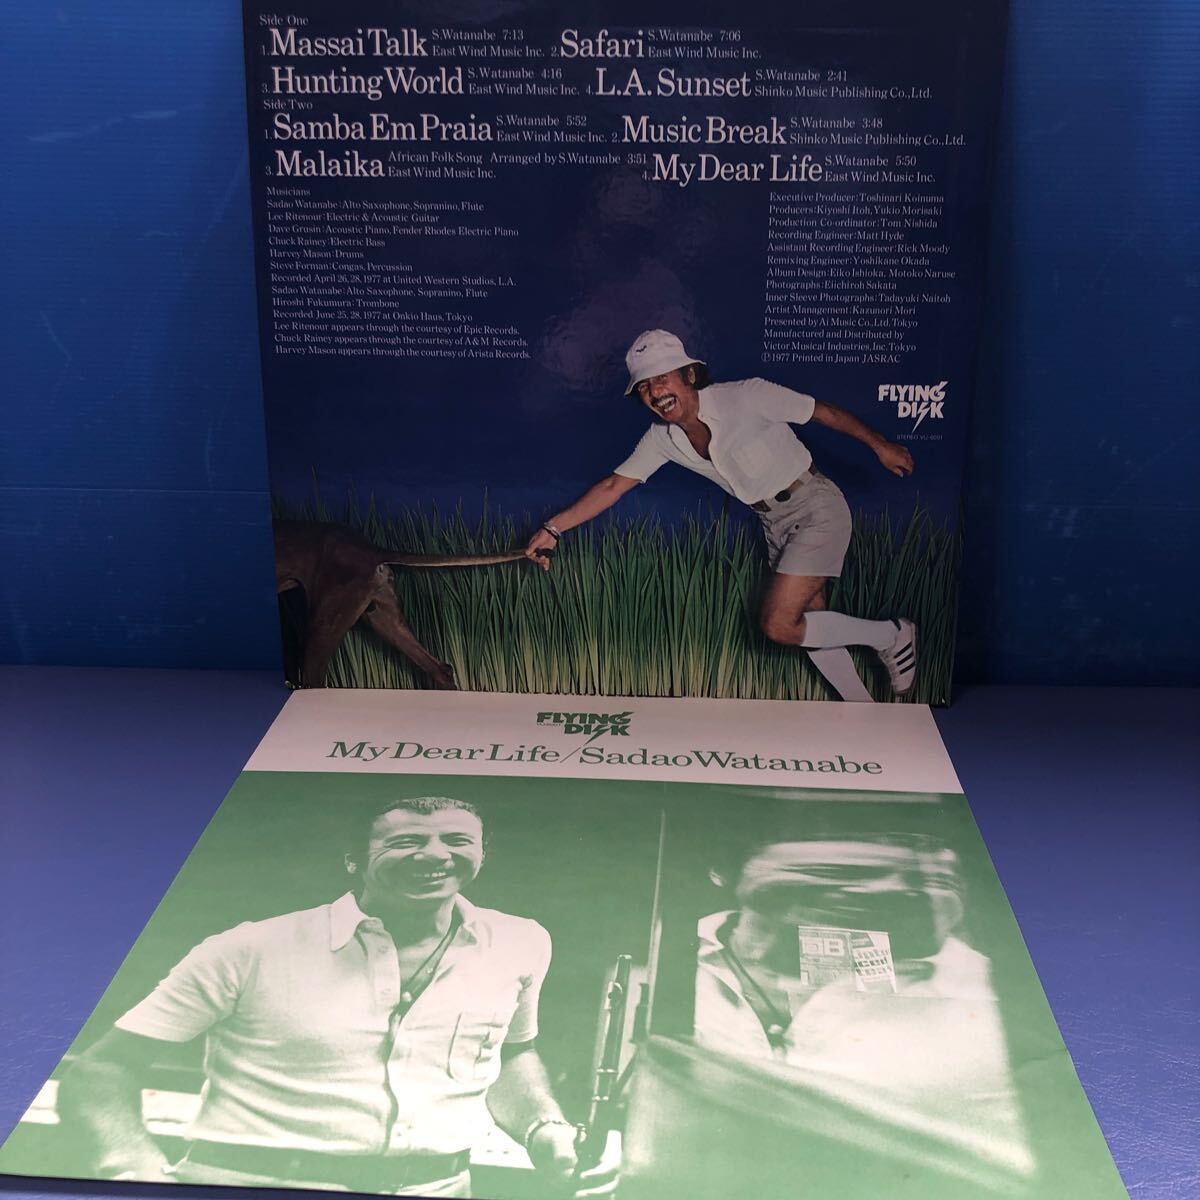 Side One
1. Massai Talk S.Watanabe 7:13 East Wind Music Inc. 2. Safari S.Watanabe 7:06 East Wind Music Inc.
3. Hunting World S.Watanabe 4:16 East Wind Music Inc. 4. L.A. Sunset S.Watanabe 2:41 Shinko Music Publishing Co.,Ltd.
Side Two
1. Samba Em Praia S.Watanabe 5:52 East Wind Music Inc. 2. Music Break S.Watanabe 3:48 Shinko Music Publishing Co.,Ltd.
3. Malaika African Folk Song Arranged by S.Watanabe 3:51 East Wind Music Inc. 4. My Dear Life S.Watanabe 5:50 East Wind Music Inc.
Musicians
Sadao Watanabe:Alto Saxophone, Sopranino, Flute
Lee Ritenour:Electric & Acoustic Guitar
Dave Grusin:Acoustic Piano, Fender Rhodes Electric Piano
Chuck Rainey:Electric Bass
Harvey Mason:Drums
Steve Forman:Congas, Percussion
Recorded April 26,28,1977 at United Western Studios, L.A.
Sadao Watanabe:Alto Saxophone, Sopranino, Flute
Hiroshi Fukumura:Trombone
Recorded June 25,28,1977 at Onkio Haus, Tokyo
Lee Ritenour appears through the courtesy of Epic Records.
Chuck Rainey appears through the courtesy of A&M Records.
Harvey Mason appears through the courtesy of Arista Records.
Executive Producer:Toshinari Koinuma
Producers:Kiyoshi Itoh, Yukio Morisaki
Production Co-ordinator:Tom Nishida
Recording Engineer:Matt Hyde
Assistant Recording Engineer:Rick Moody
Remixing Engineer:Yoshikane Okada
Album Design:Eiko Ishioka, Motoko Naruse
Photographs:Eiichiroh Sakata
Inner Sleeve Photographs:Tadayuki Naitoh
Artist Management:Kazunori Mori
Presented by Ai Music Co.,Ltd.Tokyo
Manufactured and Distributed by
Victor Musical Industries, Inc. Tokyo
Ⓟ1977 Printed in Japan JASRAC
FLYING
DISK
STEREO VIJ-6001
FLYING
DISK
My Dear Life/Sadao Watanabe